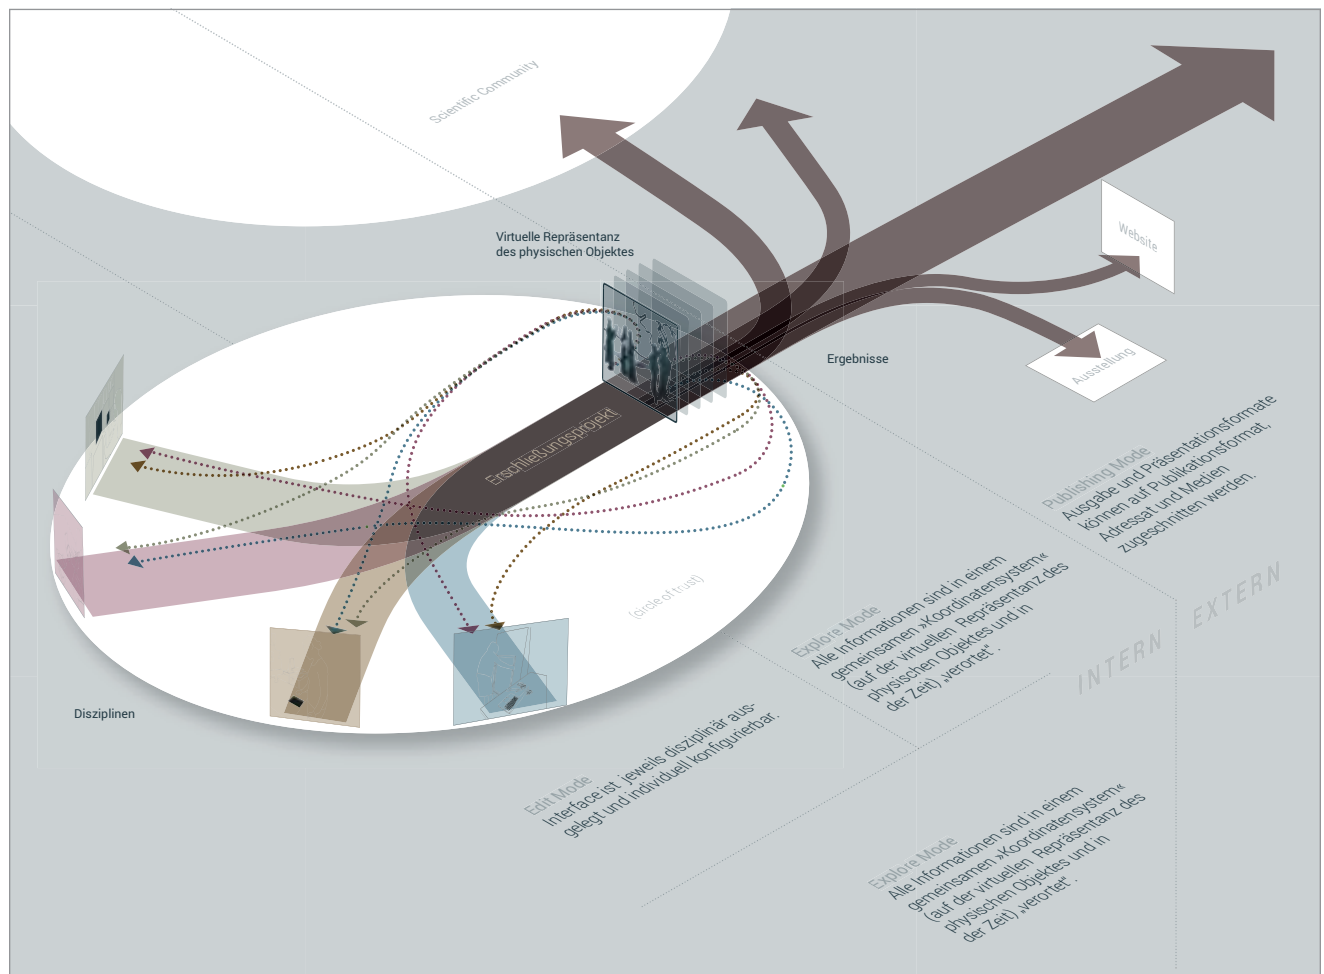 Scientific Community
Virtuelle Repräsentanz
des physischen Objektes
Website
Ergebnisse
Ausstellung
Erschließungsprojekt
Publishing Mode
Ausgabe und Präsentationsformate
können auf Publikationsformat,
Adressat und Medien
zugeschnitten werden.
(circle of trust)
Explore Mode
Alle Informationen sind in einem
gemeinsamen »Koordinatensystem«
(auf der virtuellen Repräsentanz des
physischen Objektes und in
der Zeit) „verortet“ .
EXTERN
INTERN
Disziplinen
Edit Mode
Interface ist jeweils disziplinär aus-
gelegt und individuell konfigurierbar.
Explore Mode
Alle Informationen sind in einem
gemeinsamen »Koordinatensystem«
(auf der virtuellen Repräsentanz des
physischen Objektes und in
der Zeit) „verortet“ .